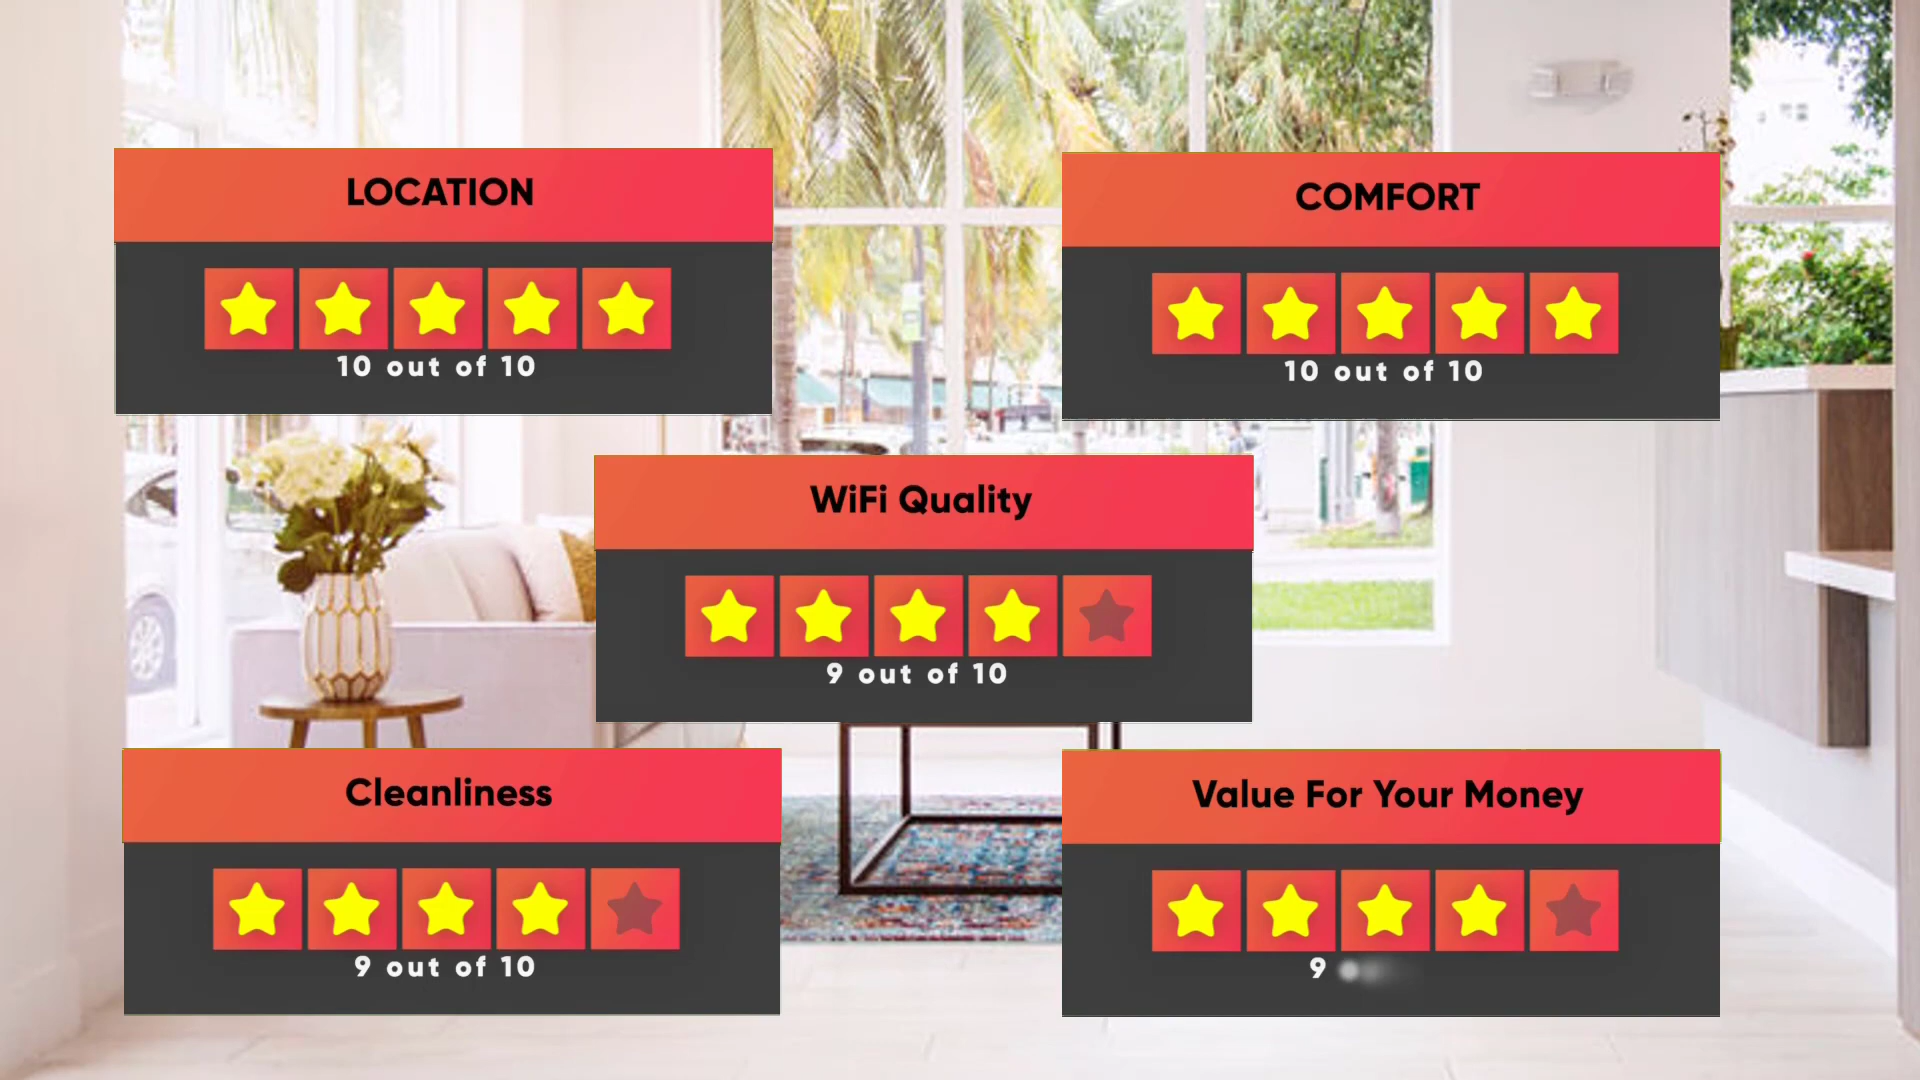 LOCATION
10 out of 10
COMFORT
10 out of 10
WiFi Quality
9 out of 10
Cleanliness
9 out of 10
Value For Your Money
9